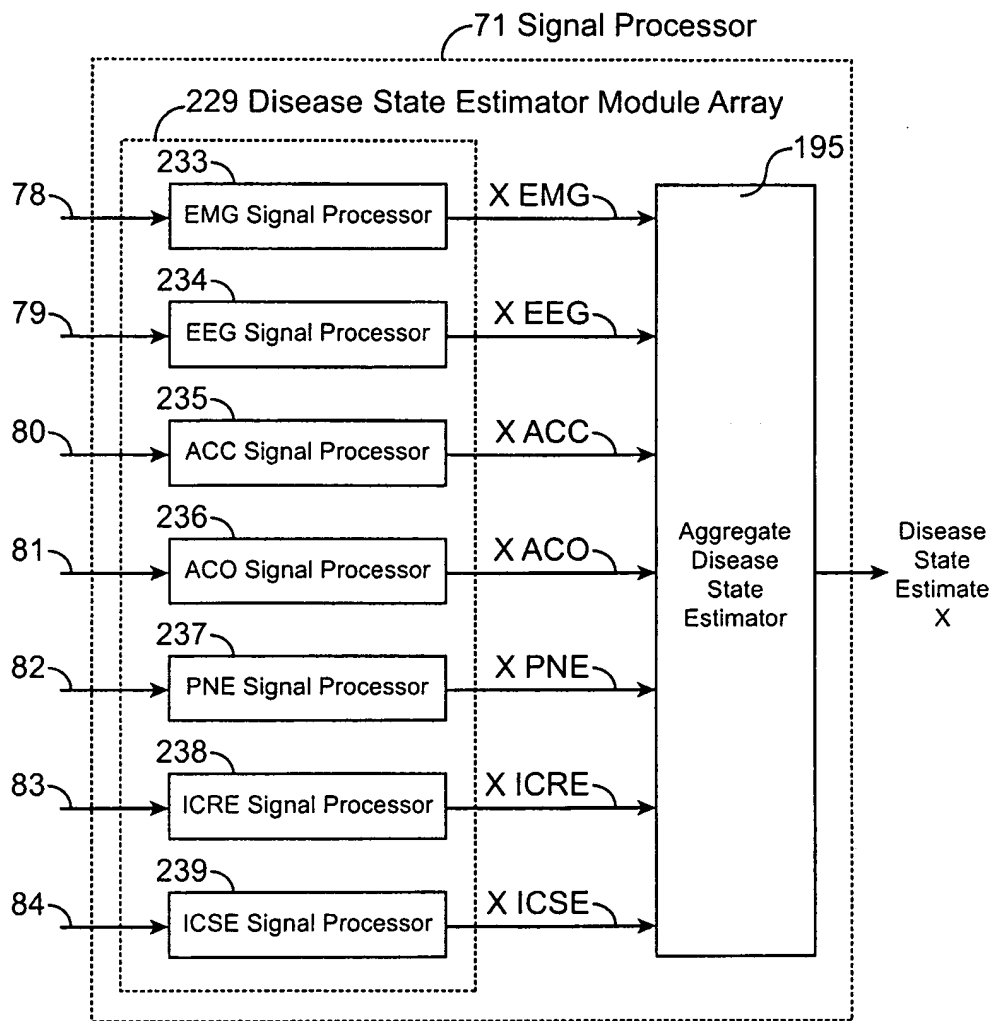 71 Signal Processor
229 Disease State Estimator Module Array
195
233
78
EMG Signal Processor
X EMG
234
79
EEG Signal Processor
X EEG
235
80
ACC Signal Processor
X ACC
236
81
ACO Signal Processor
X ACO
Aggregate
Disease
State
Estimator
Disease
State
Estimate
X
237
82
PNE Signal Processor
X PNE
238
83
ICRE Signal Processor
X ICRE
239
84
ICSE Signal Processor
X ICSE